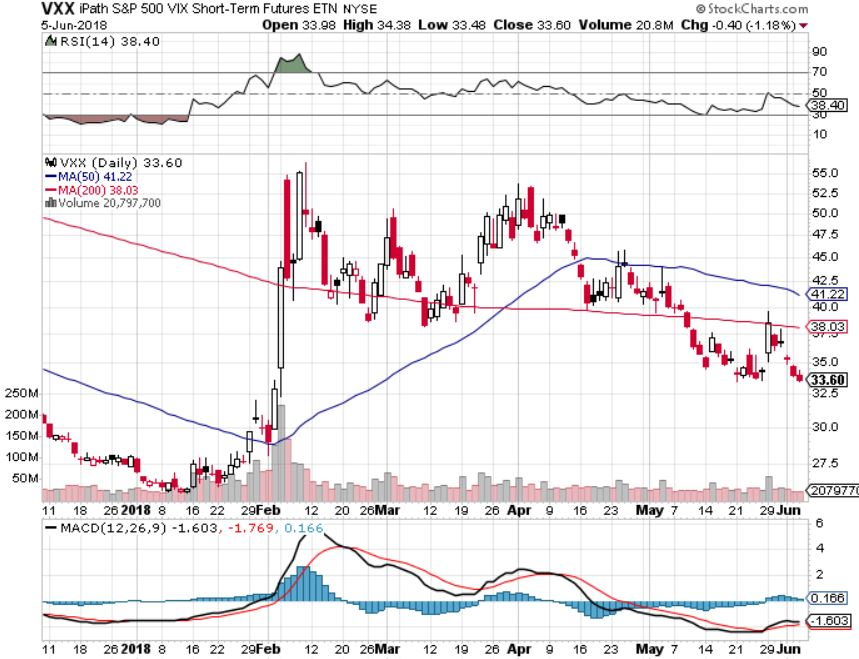 VXX iPath S&P 500 VIX Short-Term Futures ETN NYSE © StockCharts.com
5-Jun-2018 Open 33.98 High 34.38 Low 33.48 Close 33.60 Volume 20.8M Chg -0.40 (-1.18%)
RSI(14) 38.40
90
70
50
38.40
30
10
VXX (Daily) 33.60
MA(50) 41.22
MA(200) 38.03
Volume 20,797,700
55.0
52.5
50.0
47.5
45.0
42.5
41.22
40.0
38.03
35.0
33.60
32.5
30.0
27.5
250M
200M
150M
100M
50M
2079770
11 18 26 2018 8 16 22 29 Feb 12 20 26 Mar 12 19 26 Apr 9 16 23 May 7 14 21 29 Jun
MACD(12,26,9) -1.603, -1.769, 0.166
6
4
2
0.166
-1.603
11 18 26 2018 8 16 22 29 Feb 12 20 26 Mar 12 19 26 Apr 9 16 23 May 7 14 21 29 Jun